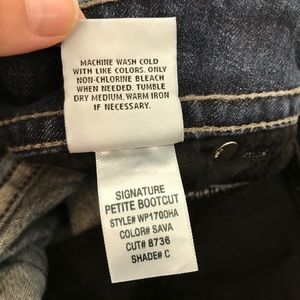 MACHINE WASH COLD
WITH LIKE COLORS. ONLY
NON-CHLORINE BLEACH
WHEN NEEDED. TUMBLE
DRY MEDIUM. WARM IRON
IF NECESSARY.
SIGNATURE
PETITE BOOTCUT
STYLE# WP1700HA
COLOR# SAVA
CUT# 8736
SHADE# C